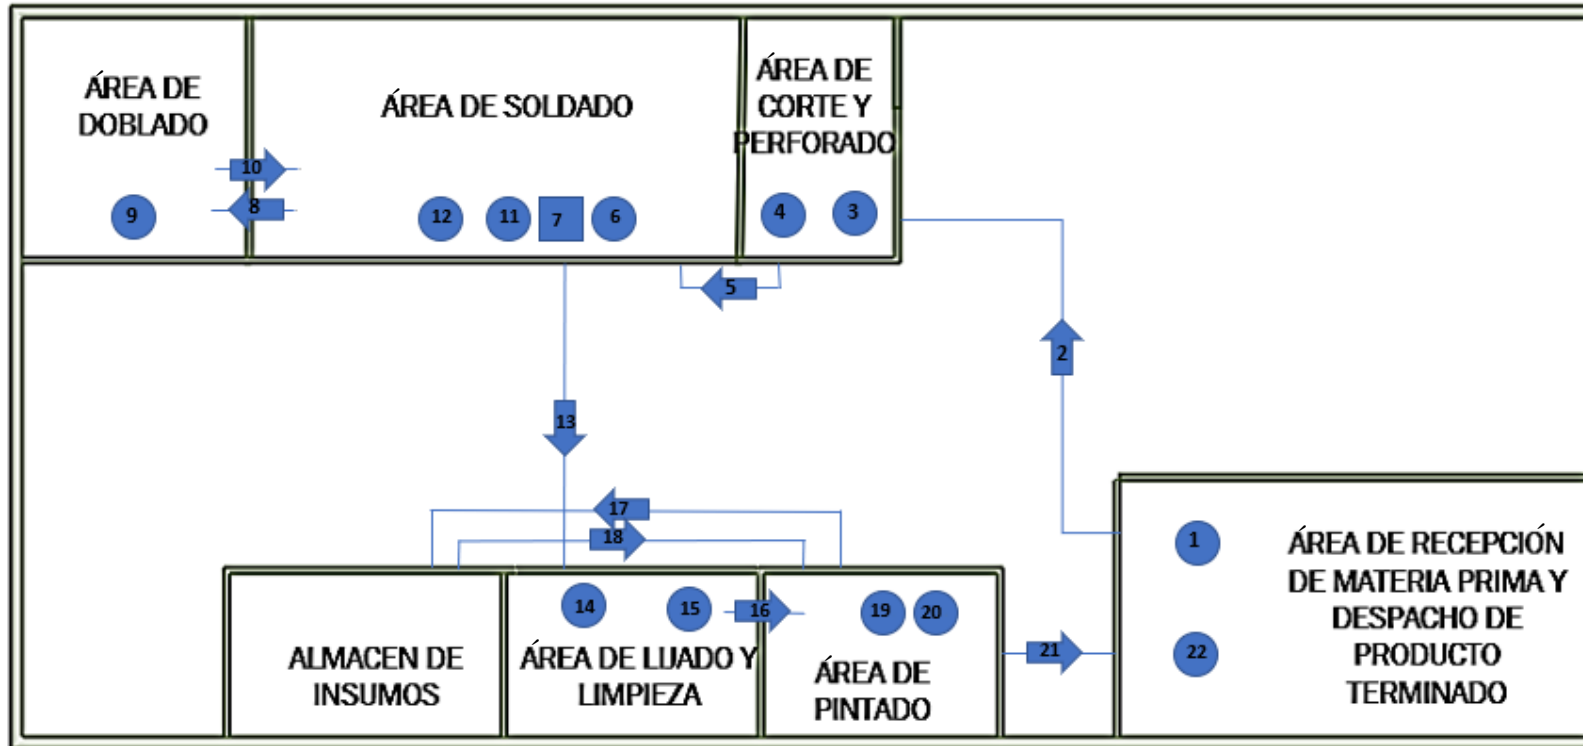 ÁREA DE
DOBLADO
ÁREA DE SOLDADO
ÁREA DE
CORTE Y
PERFORADO
10
8
9
12
11
7
6
4
3
5
2
13
17
18
14
15
16
19
20
21
1
22
ALMACEN DE
INSUMOS
ÁREA DE LIJADO Y
LIMPIEZA
ÁREA DE
PINTADO
ÁREA DE RECEPCIÓN
DE MATERIA PRIMA Y
DESPACHO DE
PRODUCTO
TERMINADO